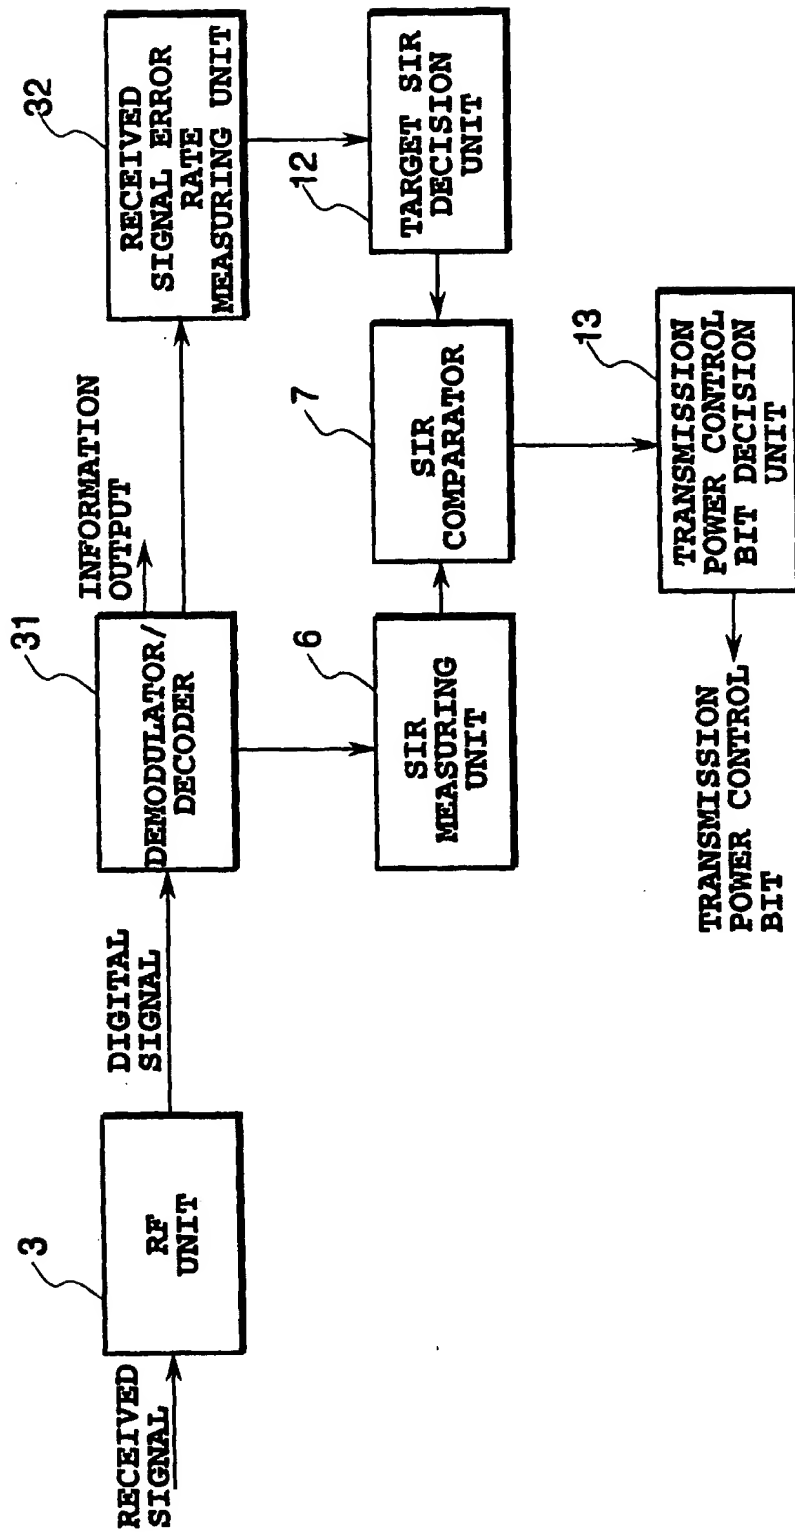 RECEIVED
SIGNAL
3
RF
UNIT
DIGITAL
SIGNAL
31
DEMODULATOR/
DECODER
INFORMATION
OUTPUT
32
RECEIVED
SIGNAL ERROR
RATE
MEASURING UNIT
6
SIR
MEASURING
UNIT
7
SIR
COMPARATOR
12
TARGET SIR
DECISION
UNIT
13
TRANSMISSION
POWER CONTROL
BIT DECISION
UNIT
TRANSMISSION
POWER CONTROL
BIT